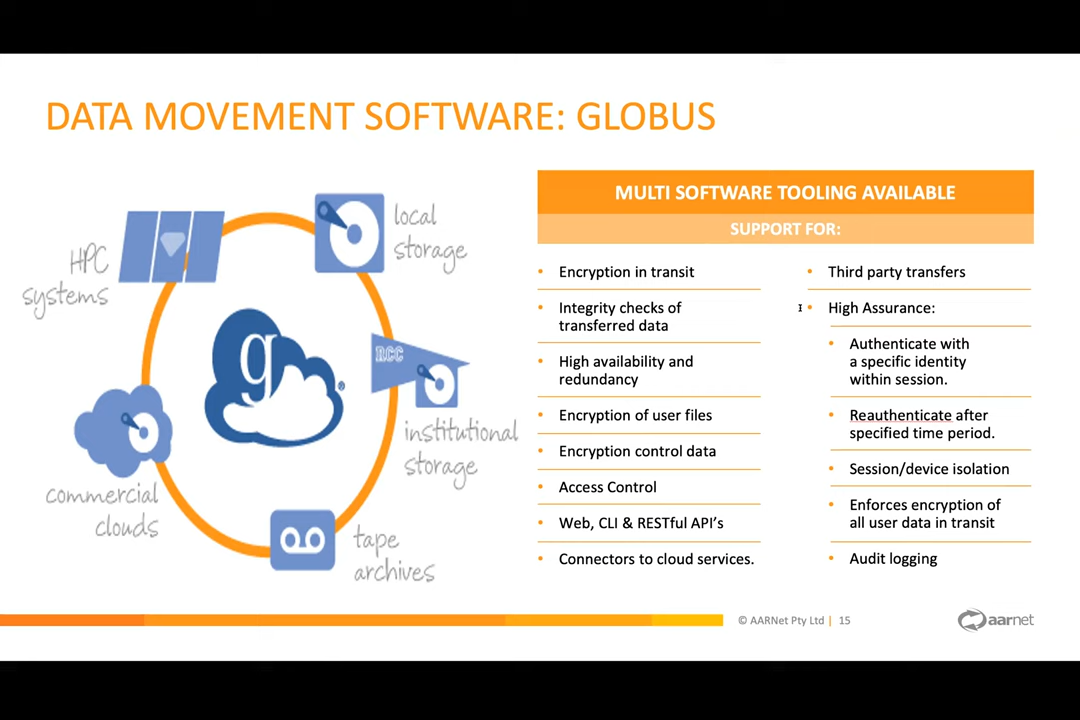 DATA MOVEMENT SOFTWARE: GLOBUS
HPC
systems
local
storage
RCC
institutional
storage
tape
archives
commercial
clouds
g
®
MULTI SOFTWARE TOOLING AVAILABLE
SUPPORT FOR:
• Encryption in transit
• Integrity checks of
transferred data
• High availability and
redundancy
• Encryption of user files
• Encryption control data
• Access Control
• Web, CLI & RESTful API’s
• Connectors to cloud services.
• Third party transfers
• High Assurance:
• Authenticate with
a specific identity
within session.
• Reauthenticate after
specified time period.
• Session/device isolation
• Enforces encryption of
all user data in transit
• Audit logging
© AARNet Pty Ltd | 15
aarnet